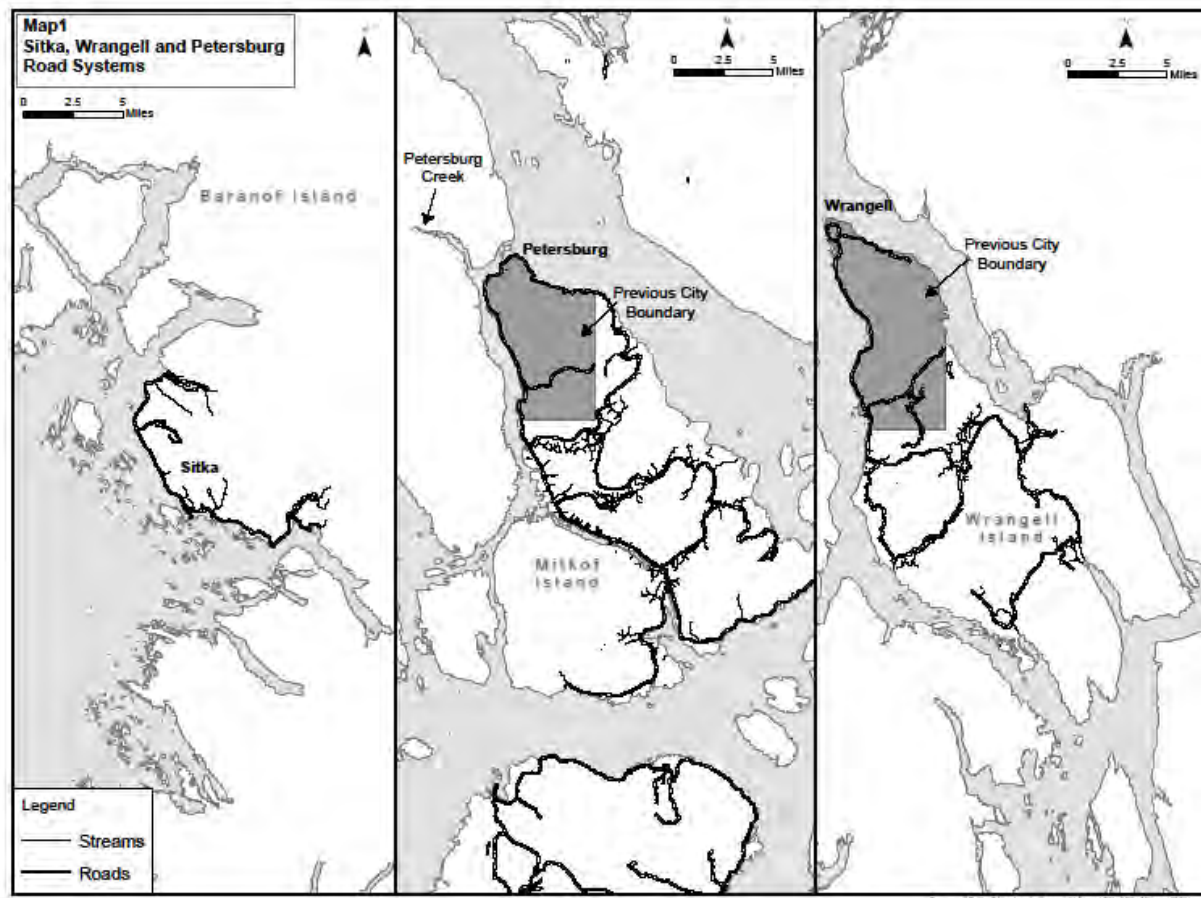 Map1
Sitka, Wrangell and Petersburg
Road Systems
0 2.5 5
Miles
Baranof Island
Sitka
Legend
Streams
Roads
0 2.5 5
Miles
Petersburg
Creek
Petersburg
Previous City
Boundary
Mitkof
Island
0 2.5 5
Miles
Wrangell
Previous City
Boundary
Wrangell
Island